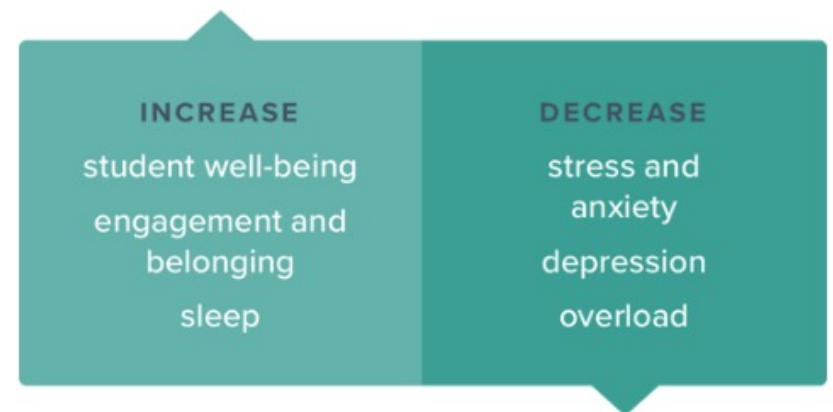 INCREASE
student well-being
engagement and
belonging
sleep
DECREASE
stress and
anxiety
depression
overload